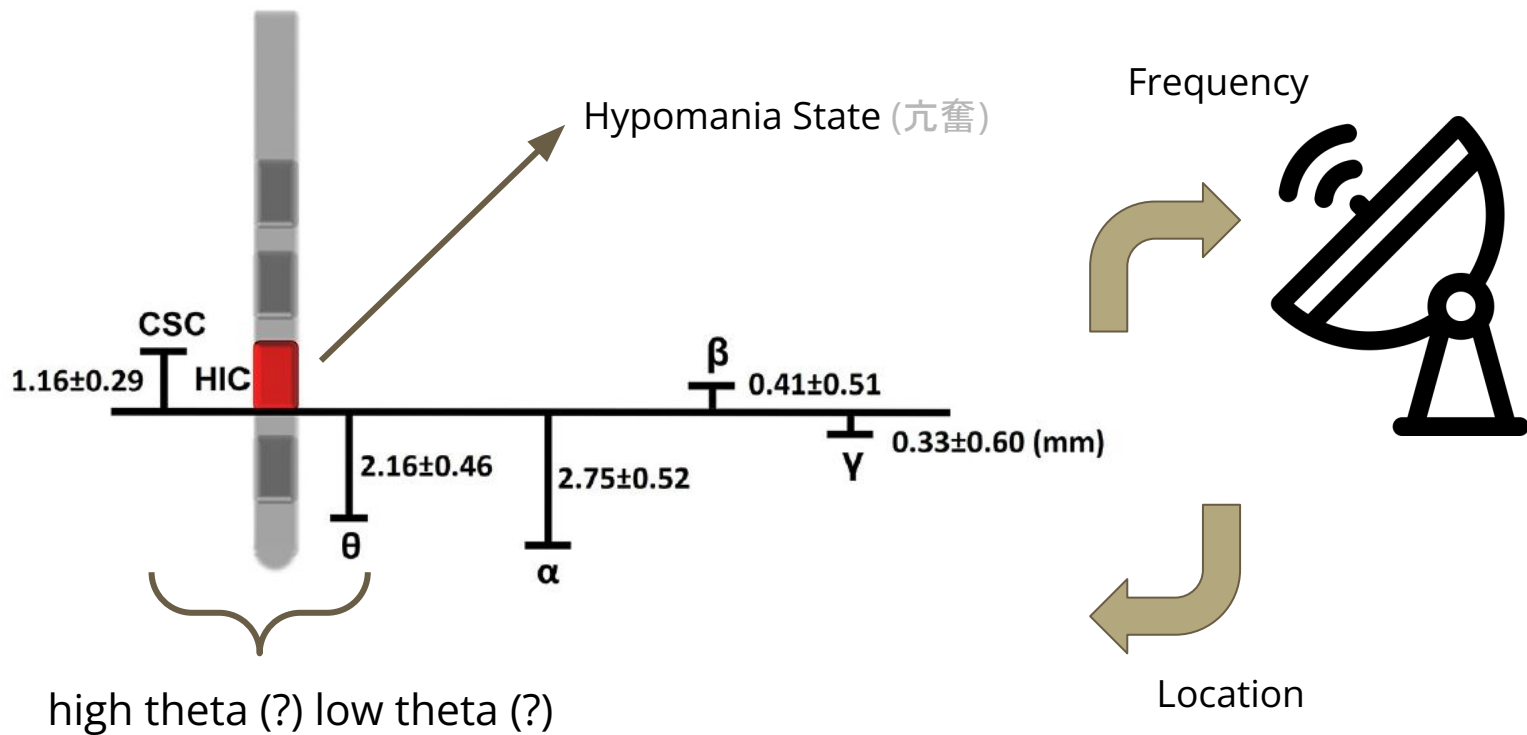 Frequency
Hypomania State (亢奮)
CSC
1.16±0.29
HIC
β
0.41±0.51
0.33±0.60 (mm)
γ
2.16±0.46
2.75±0.52
θ
α
high theta (?) low theta (?)
Location